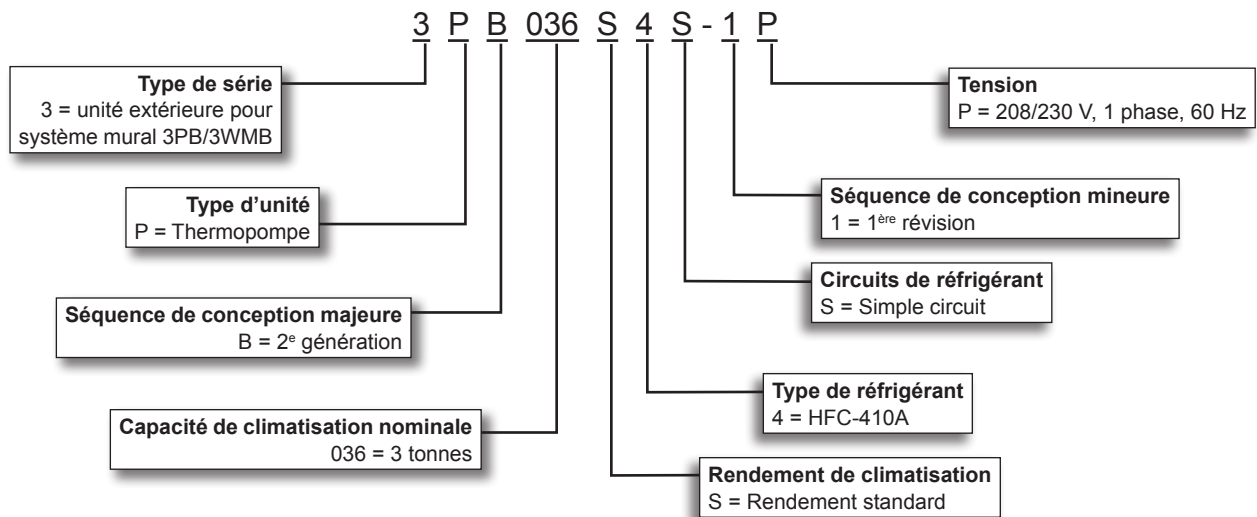 3 P B 036 S 4 S - 1 P
Type de série
3 = unité extérieure pour
système mural 3PB/3WMB
Tension
P = 208/230 V, 1 phase, 60 Hz
Type d’unité
P = Thermopompe
Séquence de conception mineure
1 = 1ère révision
Circuits de réfrigérant
S = Simple circuit
Séquence de conception majeure
B = 2e génération
Type de réfrigérant
4 = HFC-410A
Capacité de climatisation nominale
036 = 3 tonnes
Rendement de climatisation
S = Rendement standard